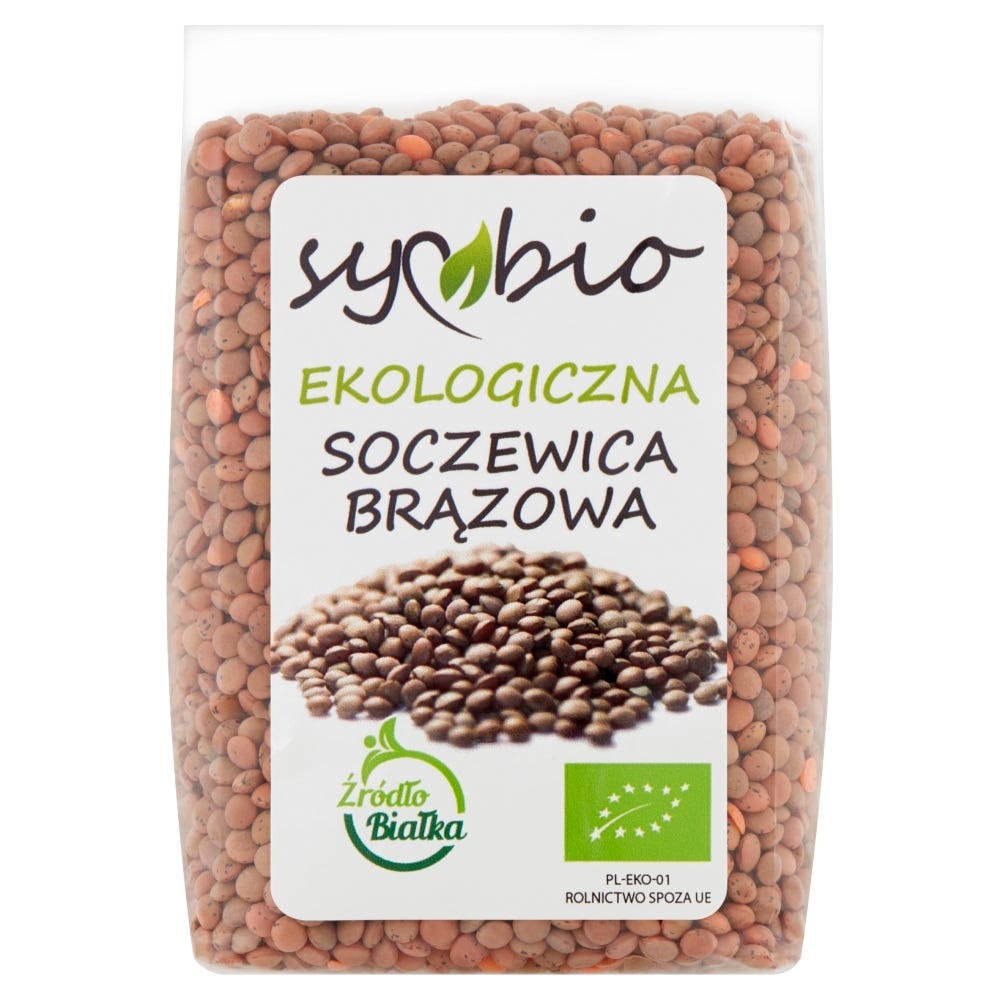 symbio
EKOLOGICZNA
SOCZEWICA
BRĄZOWA
Źródło
Białka
PL-EKO-01
ROLNICTWO SPOZA UE